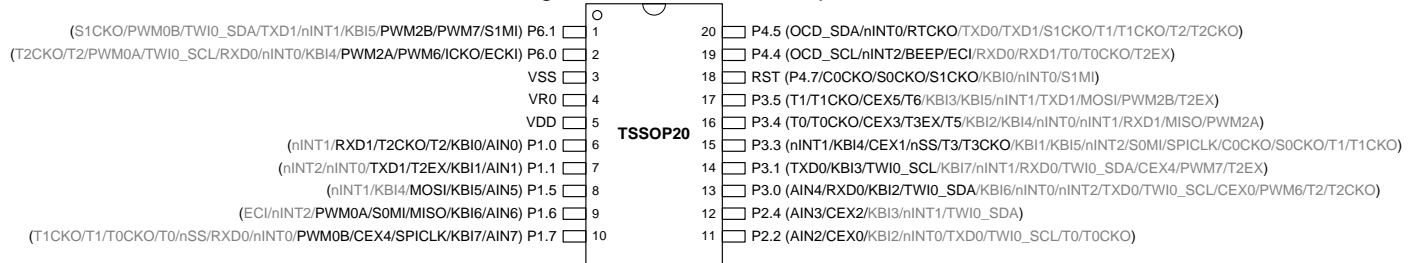 (S1CKO/PWM0B/TWI0_SDA/TXD1/nINT1/KBI5/PWM2B/PWM7/S1MI) P6.1 1
20 P4.5 (OCD_SDA/nINT0/RTCKO/TXD0/TXD1/S1CKO/T1/T1CKO/T2/T2CKO)
(T2CKO/T2/PWM0A/TWI0_SCL/RXD0/nINT0/KBI4/PWM2A/PWM6/ICKO/ECKI) P6.0 2
19 P4.4 (OCD_SCL/nINT2/BEEP/ECI/RXD0/RXD1/T0/T0CKO/T2EX)
VSS 3
18 RST (P4.7/C0CKO/S0CKO/S1CKO/KBI0/nINT0/S1MI)
VR0 4
17 P3.5 (T1/T1CKO/CEX5/T6/KBI3/KBI5/nINT1/TXD1/MOSI/PWM2B/T2EX)
VDD 5
TSSOP20
16 P3.4 (T0/T0CKO/CEX3/T3EX/T5/KBI2/KBI4/nINT0/nINT1/RXD1/MISO/PWM2A)
(nINT1/RXD1/T2CKO/T2/KBI0/AIN0) P1.0 6
15 P3.3 (nINT1/KBI4/CEX1/nSS/T3/T3CKO/KBI1/KBI5/nINT2/S0MI/SPICLK/C0CKO/S0CKO/T1/T1CKO)
(nINT2/nINT0/TXD1/T2EX/KBI1/AIN1) P1.1 7
14 P3.1 (TXD0/KBI3/TWI0_SCL/KBI7/nINT1/RXD0/TWI0_SDA/CEX4/PWM7/T2EX)
(nINT1/KBI4/MOSI/KBI5/AIN5) P1.5 8
13 P3.0 (AIN4/RXD0/KBI2/TWI0_SDA/KBI6/nINT0/nINT2/TXD0/TWI0_SCL/CEX0/PWM6/T2/T2CKO)
(ECI/nINT2/PWM0A/S0MI/MISO/KBI6/AIN6) P1.6 9
12 P2.4 (AIN3/CEX2/KBI3/nINT1/TWI0_SDA)
(T1CKO/T1/T0CKO/T0/nSS/RXD0/nINT0/PWM0B/CEX4/SPICLK/KBI7/AIN7) P1.7 10
11 P2.2 (AIN2/CEX0/KBI2/nINT0/TXD0/TWI0_SCL/T0/T0CKO)